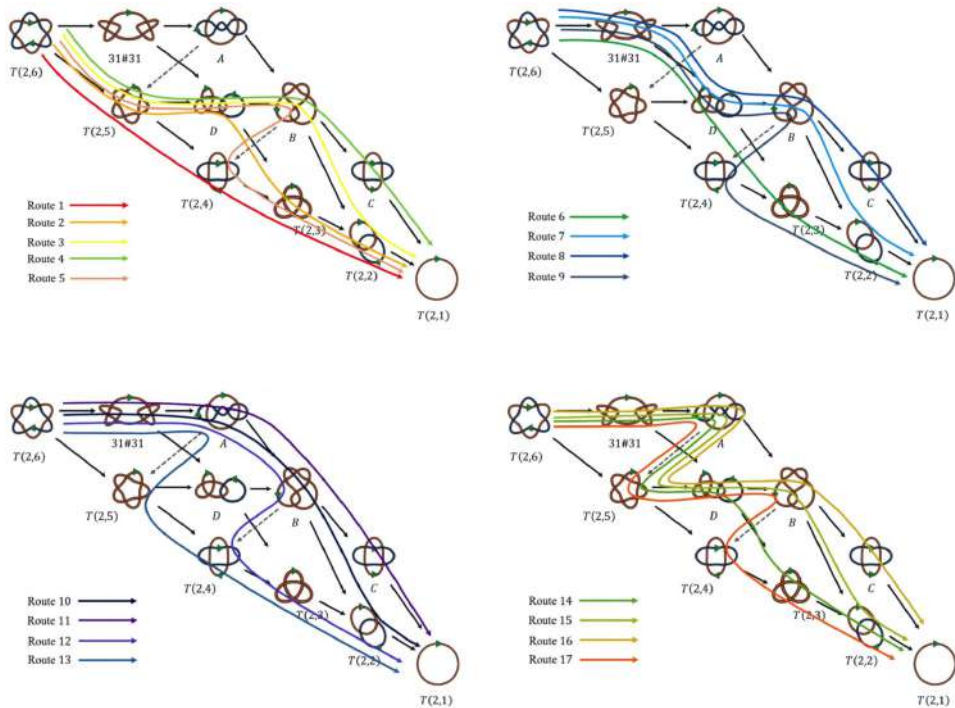 T(2,6)
31#31
A
T(2,5)
D
B
T(2,4)
T(2,3)
C
T(2,2)
T(2,1)
Route 1
Route 2
Route 3
Route 4
Route 5
T(2,6)
31#31
A
T(2,5)
D
B
T(2,4)
T(2,3)
C
T(2,2)
T(2,1)
Route 6
Route 7
Route 8
Route 9
T(2,6)
31#31
A
T(2,5)
D
B
T(2,4)
T(2,3)
C
T(2,2)
T(2,1)
Route 10
Route 11
Route 12
Route 13
T(2,6)
31#31
A
T(2,5)
D
B
T(2,4)
T(2,3)
C
T(2,2)
T(2,1)
Route 14
Route 15
Route 16
Route 17